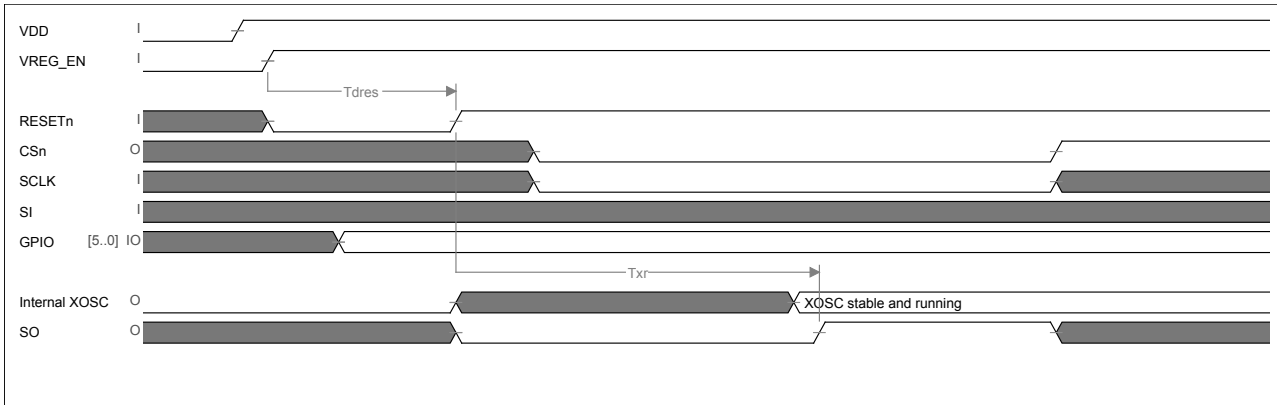 VDD I
VREG_EN I
Tdres
RESETn I
CSn O
SCLK I
SI I
GPIO [5..0] IO
Txr
Internal XOSC O XOSC stable and running
SO O